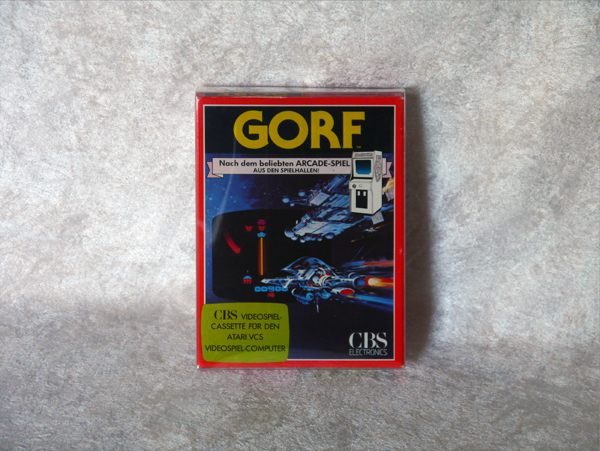 GORF
Nach dem beliebten ARCADE-SPIEL
AUS DEN SPIELHALLEN!
CBS VIDEOSPIEL-
CASSETTE FÜR DEN
ATARI VCS
VIDEOSPIEL-COMPUTER
CBS
ELECTRONICS